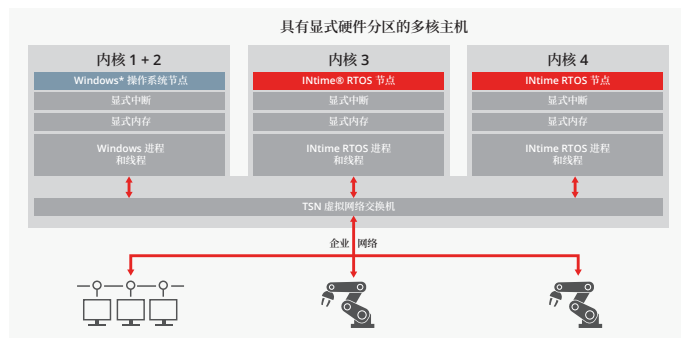 具有显式硬件分区的多核主机
内核 1 + 2
Windows* 操作系统节点
显式中断
显式内存
Windows 进程
和线程
内核 3
INtime® RTOS 节点
显式中断
显式内存
INtime RTOS 进程
和线程
内核 4
INtime RTOS 节点
显式中断
显式内存
INtime RTOS 进程
和线程
TSN 虚拟网络交换机
企业 网络